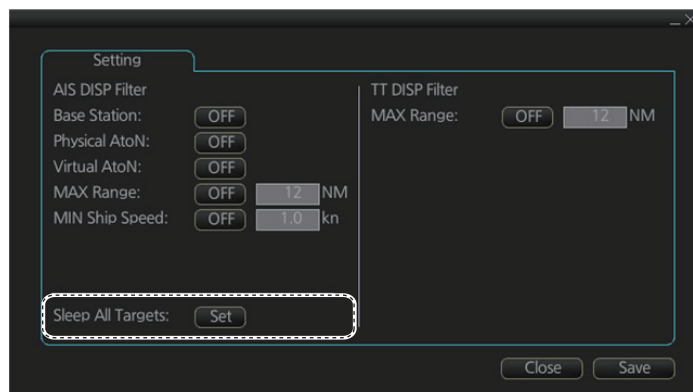 Setting
AIS DISP Filter
Base Station: OFF
Physical AtoN: OFF
Virtual AtoN: OFF
MAX Range: OFF 12 NM
MIN Ship Speed: OFF 1.0 kn
Sleep All Targets: Set
TT DISP Filter
MAX Range: OFF 12 NM
Close Save